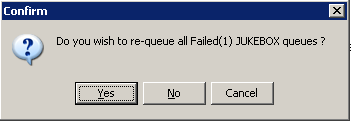 Confirm
Do you wish to re-queue all Failed(1) JUKEBOX queues ?
Yes No Cancel